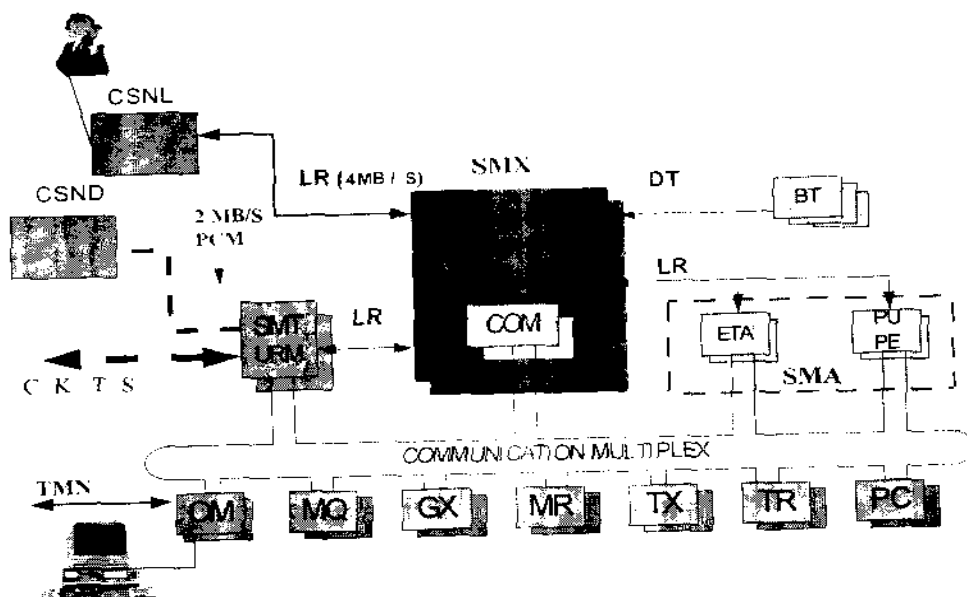 CSNL
CSND
LR (4MB / S)
SMX
DT
BT
2 MB/S
PCM
LR
SMT
URM
LR
COM
ETA
PU
PE
SMA
C K T S
COMMUNICATION MULTIPLEX
TMN
OM
MQ
GX
MR
TX
TR
PC